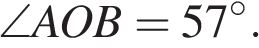 ∠AOB = 57°.